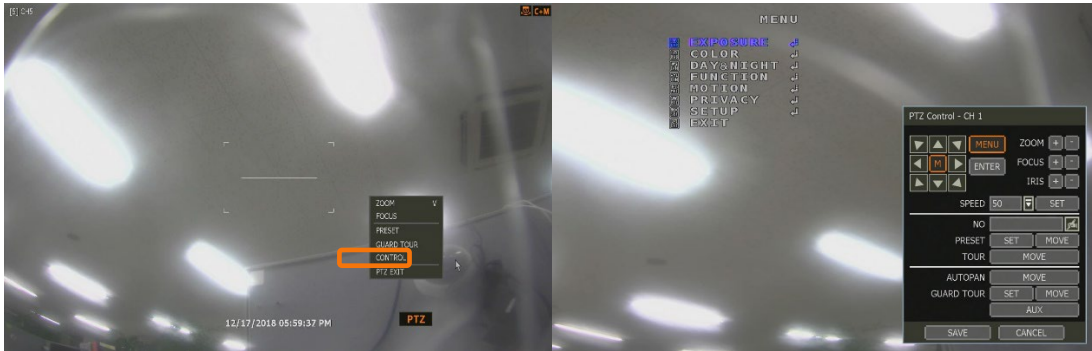 [5] CH5
C+M
ZOOM V
FOCUS
PRESET
GUARD TOUR
CONTROL
PTZ EXIT
12/17/2018 05:59:37 PM
PTZ
MENU
EXPOSURE
COLOR
DAY&NIGHT
FUNCTION
MOTION
PRIVACY
SETUP
EXIT
PTZ Control - CH 1
MENU ZOOM + -
M ENTER FOCUS + -
IRIS + -
SPEED 50 SET
NO
PRESET SET MOVE
TOUR MOVE
AUTOPAN MOVE
GUARD TOUR SET MOVE
AUX
SAVE CANCEL